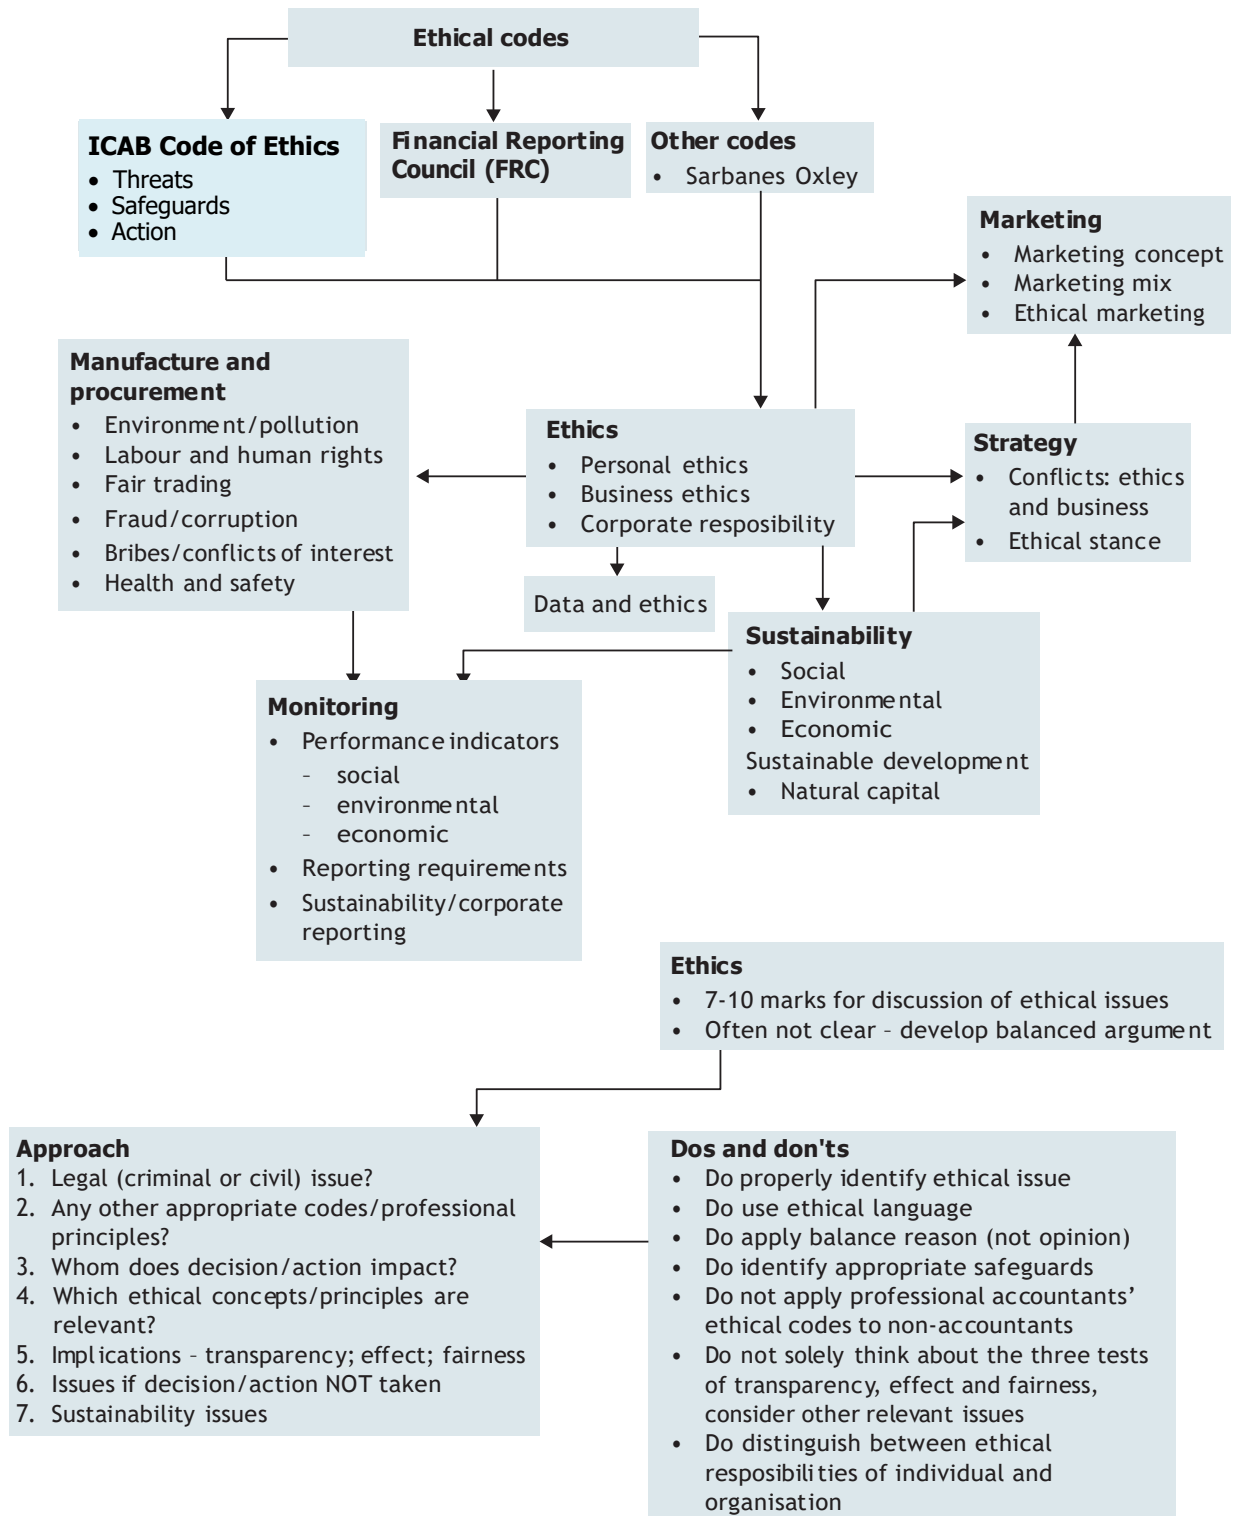 Ethical codes
ICAB Code of Ethics
• Threats
• Safeguards
• Action
Financial Reporting
Council (FRC)
Other codes
• Sarbanes Oxley
Marketing
• Marketing concept
• Marketing mix
• Ethical marketing
Manufacture and
procurement
• Environment/pollution
• Labour and human rights
• Fair trading
• Fraud/corruption
• Bribes/conflicts of interest
• Health and safety
Ethics
• Personal ethics
• Business ethics
• Corporate resposibility
Strategy
• Conflicts: ethics
and business
• Ethical stance
Data and ethics
Sustainability
• Social
• Environmental
• Economic
Sustainable development
• Natural capital
Monitoring
• Performance indicators
– social
– environmental
– economic
• Reporting requirements
• Sustainability/corporate
reporting
Ethics
• 7-10 marks for discussion of ethical issues
• Often not clear – develop balanced argument
Approach
1. Legal (criminal or civil) issue?
2. Any other appropriate codes/professional
principles?
3. Whom does decision/action impact?
4. Which ethical concepts/principles are
relevant?
5. Implications – transparency; effect; fairness
6. Issues if decision/action NOT taken
7. Sustainability issues
Dos and don'ts
• Do properly identify ethical issue
• Do use ethical language
• Do apply balance reason (not opinion)
• Do identify appropriate safeguards
• Do not apply professional accountants’
ethical codes to non-accountants
• Do not solely think about the three tests
of transparency, effect and fairness,
consider other relevant issues
• Do distinguish between ethical
resposibilities of individual and
organisation